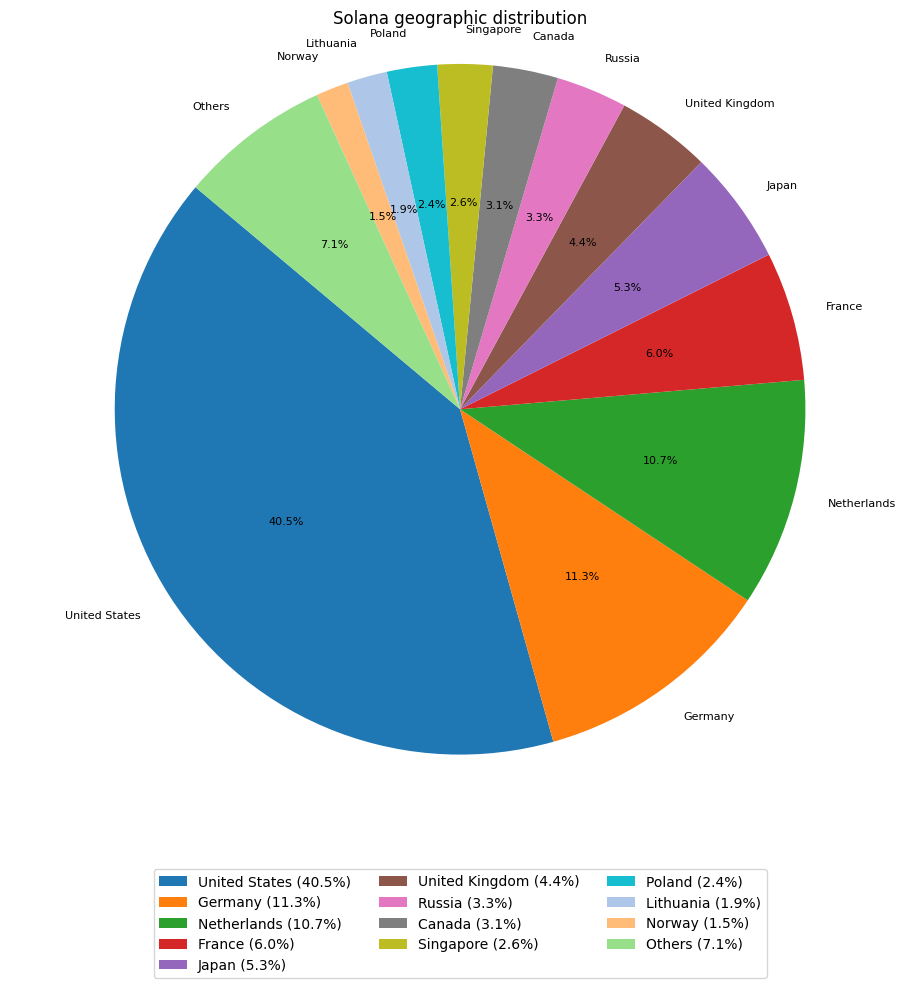 Solana geographic distribution
Singapore
Canada
Poland
Lithuania
Norway
Russia
United Kingdom
Others
Japan
France
Netherlands
Germany
United States
1.5%
1.9%
2.4%
2.6%
3.1%
3.3%
4.4%
7.1%
5.3%
6.0%
10.7%
40.5%
11.3%
United States (40.5%)
Germany (11.3%)
Netherlands (10.7%)
France (6.0%)
Japan (5.3%)
United Kingdom (4.4%)
Russia (3.3%)
Canada (3.1%)
Singapore (2.6%)
Poland (2.4%)
Lithuania (1.9%)
Norway (1.5%)
Others (7.1%)